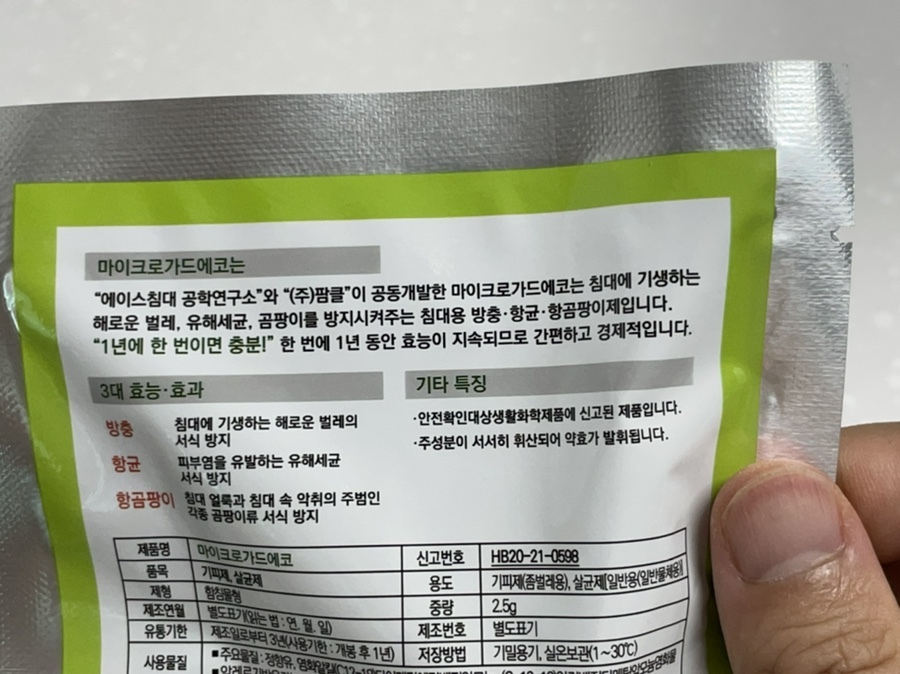 마이크로가드에코는
“에이스침대 공학연구소”와 “(주)팜클”이 공동개발한 마이크로가드에코는 침대에 기생하는
해로운 벌레, 유해세균, 곰팡이를 방지시켜주는 침대용 방충·항균·항곰팡이제입니다.
“1년에 한 번이면 충분!” 한 번에 1년 동안 효능이 지속되므로 간편하고 경제적입니다.
3대 효능·효과
방충 침대에 기생하는 해로운 벌레의
서식 방지
항균 피부염을 유발하는 유해세균
서식 방지
항곰팡이 침대 얼룩과 침대 속 악취의 주범인
각종 곰팡이류 서식 방지
기타 특징
·안전확인대상생활화학제품에 신고된 제품입니다.
·주성분이 서서히 휘산되어 약효가 발휘됩니다.
제품명 마이크로가드에코 신고번호 HB20-21-0598
품목 기피제, 살균제 용도 기피제(좀벌레용), 살균제[일반용(일반물체용)]
제형 함침물형 중량 2.5g
제조연월 별도표기(읽는 법 : 연. 월. 일) 제조번호 별도표기
유통기한 제조일로부터 3년(사용기한 : 개봉 후 1년) 저장방법 기밀용기, 실온보관(1~30℃)
사용물질 ■주요물질 : 정향유,